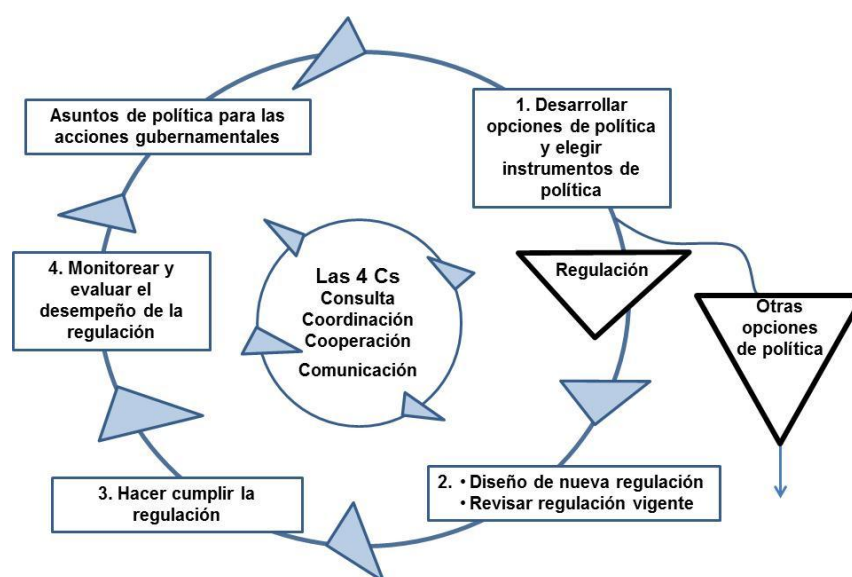 Asuntos de política para las
acciones gubernamentales
1. Desarrollar
opciones de política
y elegir
instrumentos de
política
Regulación
Otras
opciones
de política
4. Monitorear y
evaluar el
desempeño de la
regulación
Las 4 Cs
Consulta
Coordinación
Cooperación
Comunicación
3. Hacer cumplir la
regulación
2. • Diseño de nueva regulación
• Revisar regulación vigente